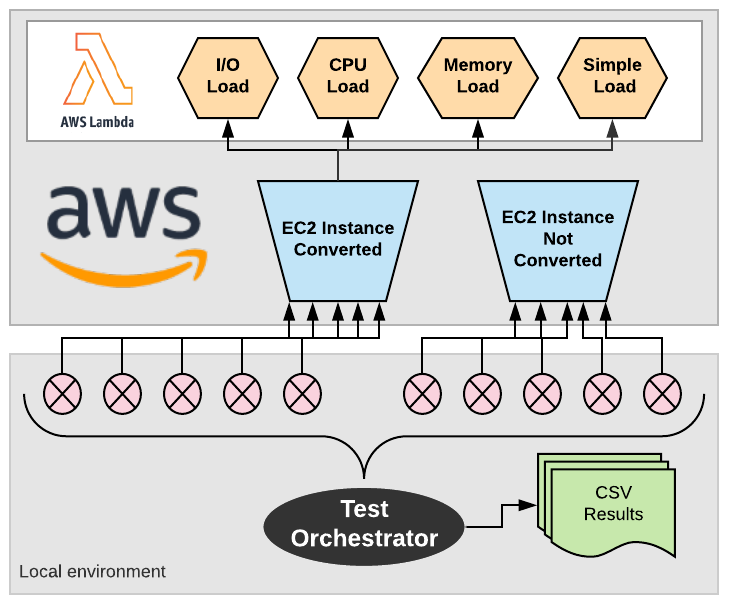 I/O
Load
CPU
Load
Memory
Load
Simple
Load
AWS Lambda
aws
EC2 Instance
Converted
EC2 Instance
Not
Converted
Test
Orchestrator
CSV
Results
Local environment